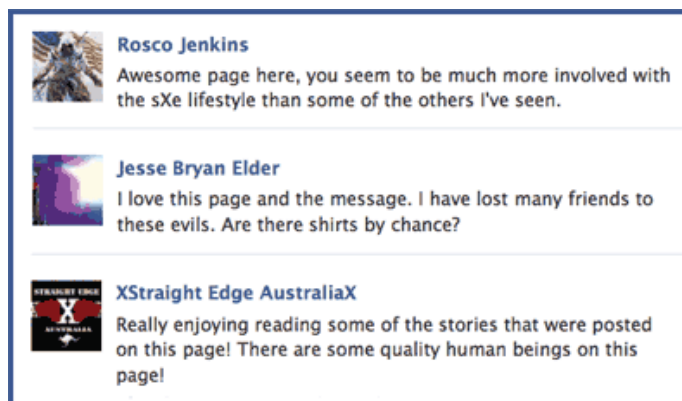 Rosco Jenkins
Awesome page here, you seem to be much more involved with
the sXe lifestyle than some of the others I've seen.
Jesse Bryan Elder
I love this page and the message. I have lost many friends to
these evils. Are there shirts by chance?
XStraight Edge AustraliaX
STRAIGHT EDGE
X
AUSTRALIA
Really enjoying reading some of the stories that were posted
on this page! There are some quality human beings on this
page!